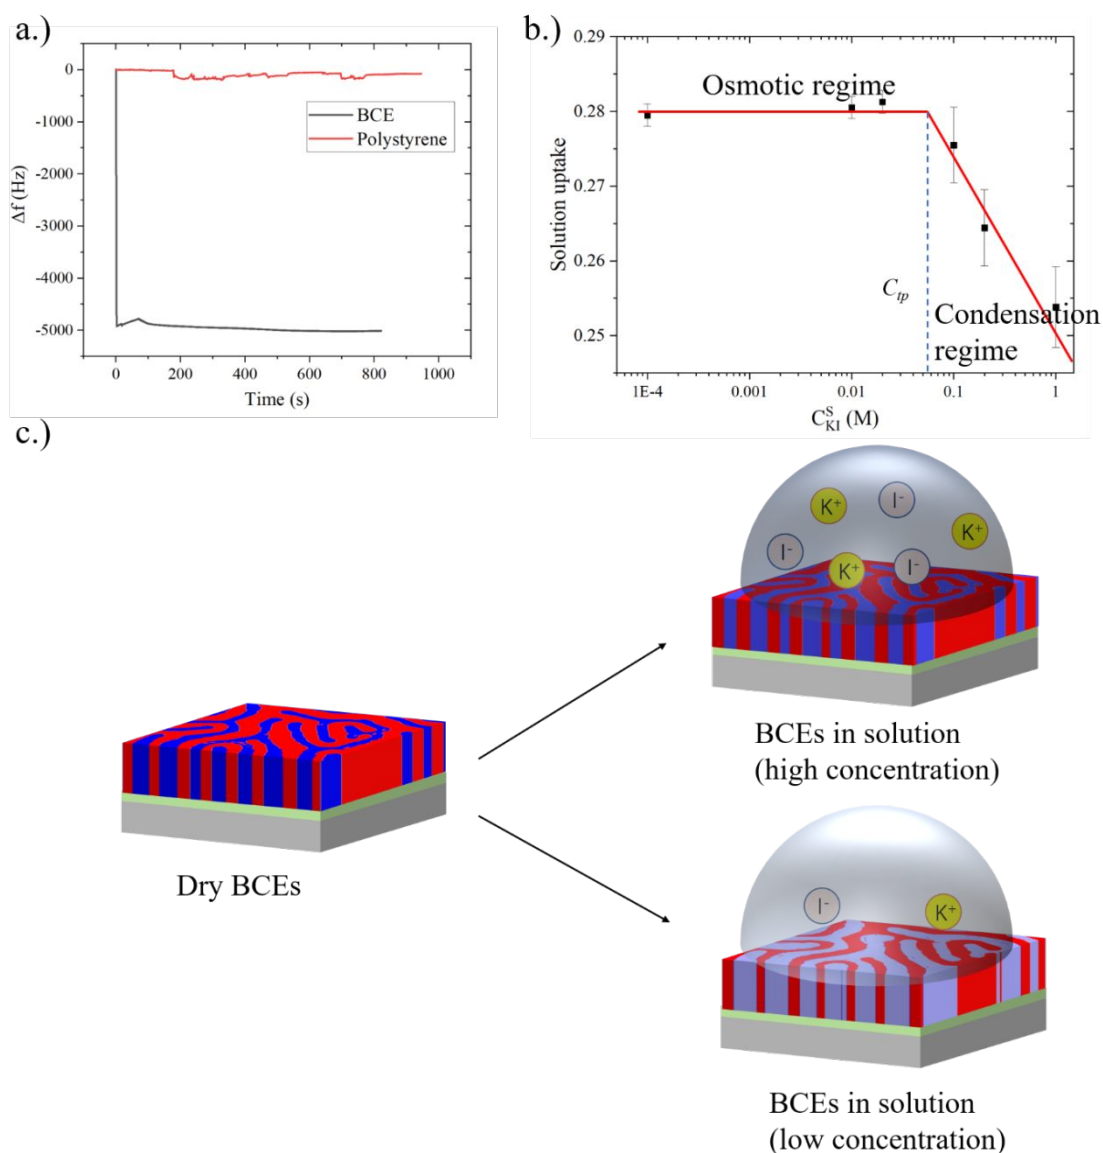 a.)
0
-1000
-2000
-3000
-4000
-5000
Δf (Hz)
BCE
Polystyrene
0
200
400
600
800
1000
Time (s)
b.)
0.29
0.28
0.27
0.26
0.25
Solution uptake
Osmotic regime
C_tp
Condensation
regime
1E-4
0.001
0.01
0.1
1
C_KI^S (M)
c.)
K⁺
I⁻
K⁺
I⁻
K⁺
I⁻
BCEs in solution
(high concentration)
Dry BCEs
I⁻
K⁺
BCEs in solution
(low concentration)